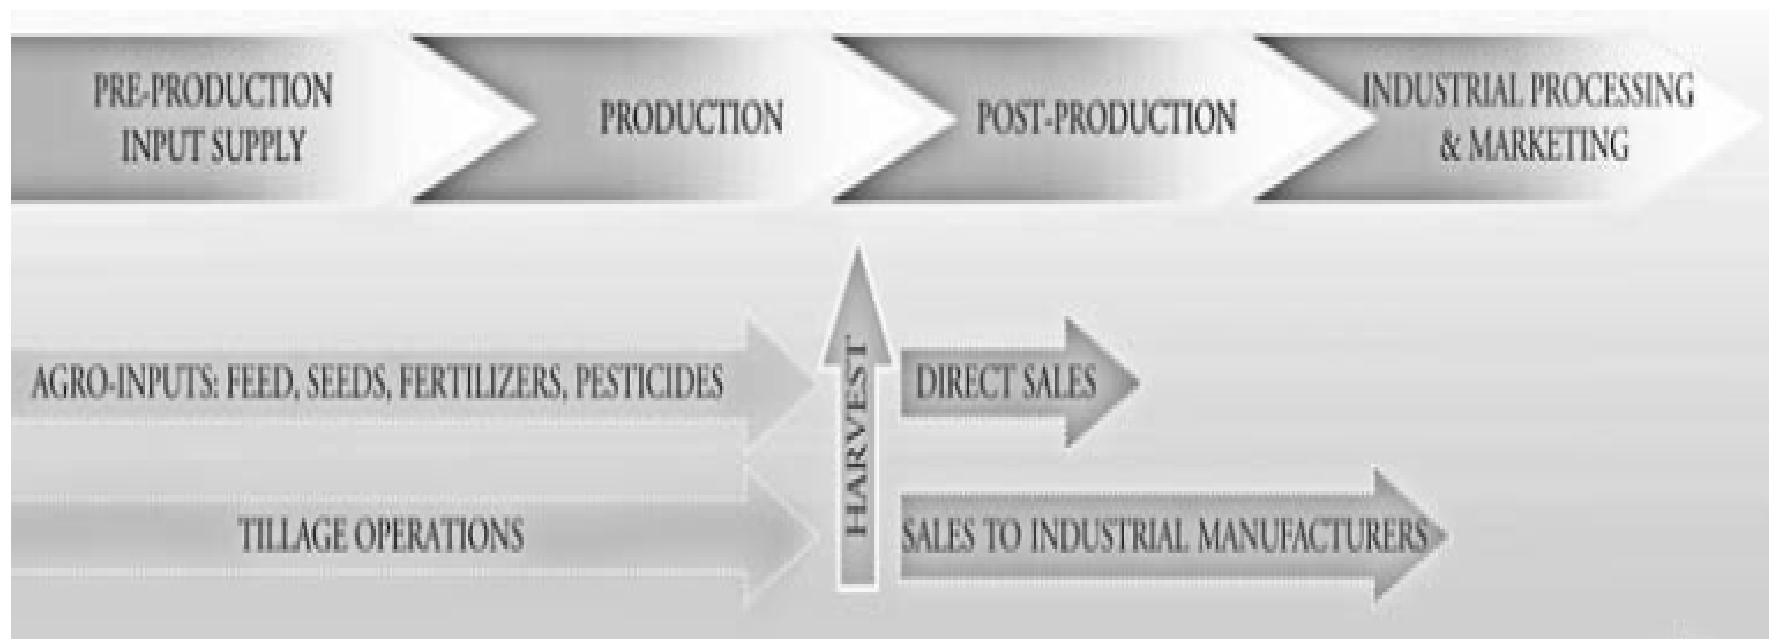 PRE-PRODUCTION
INPUT SUPPLY
PRODUCTION
POST-PRODUCTION
INDUSTRIAL PROCESSING
& MARKETING
AGRO-INPUTS: FEED, SEEDS, FERTILIZERS, PESTICIDES
HARVEST
DIRECT SALES
TILLAGE OPERATIONS
SALES TO INDUSTRIAL MANUFACTURERS